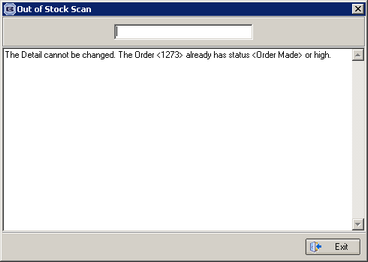 Out of Stock Scan
The Detail cannot be changed. The Order <1273> already has status <Order Made> or high.
Exit